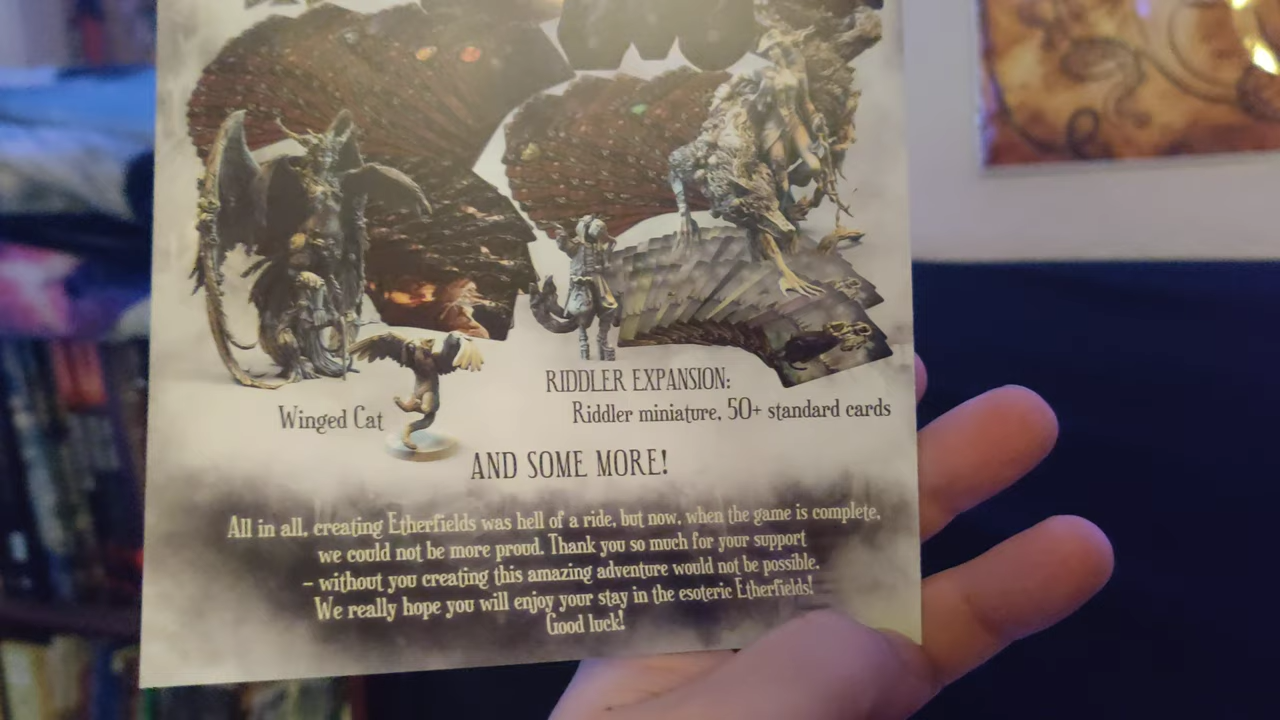 RIDDLER EXPANSION:
Riddler miniature, 50+ standard cards
Winged Cat
AND SOME MORE!
All in all, creating Etherfields was hell of a ride, but now, when the game is complete,
we could not be more proud. Thank you so much for your support
– without you creating this amazing adventure would not be possible.
We really hope you will enjoy your stay in the esoteric Etherfields!
Good luck!